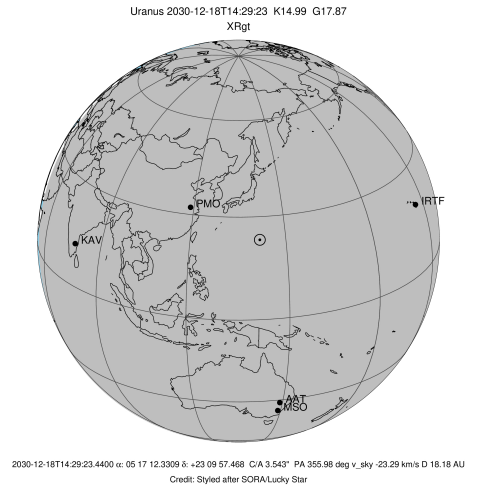 Uranus 2030-12-18T14:29:23 K14.99 G17.87
XRgt
IRTF
PMO
KAV
AAT
MSO
2030-12-18T14:29:23.4400 α: 05 17 12.3309 δ: +23 09 57.468 C/A 3.543" PA 355.98 deg v_sky -23.29 km/s D 18.18 AU
Credit: Styled after SORA/Lucky Star